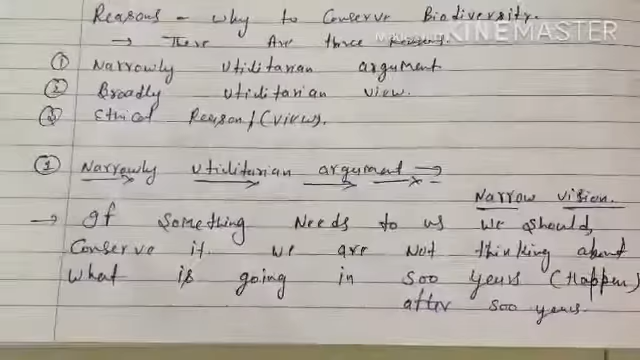 Reasons - why to Conserve Biodiversity.
→ There Are three reasons.
KINEMASTER
① Narrowly utilitarian argument
② Broadly utilitarian view.
③ Ethical Reason/(view).
① Narrowly utilitarian argument →
Narrow vision.
→ If something Needs to us we should
Conserve it. we are Not thinking about
what is going in 500 years (Happen)
after 500 years.